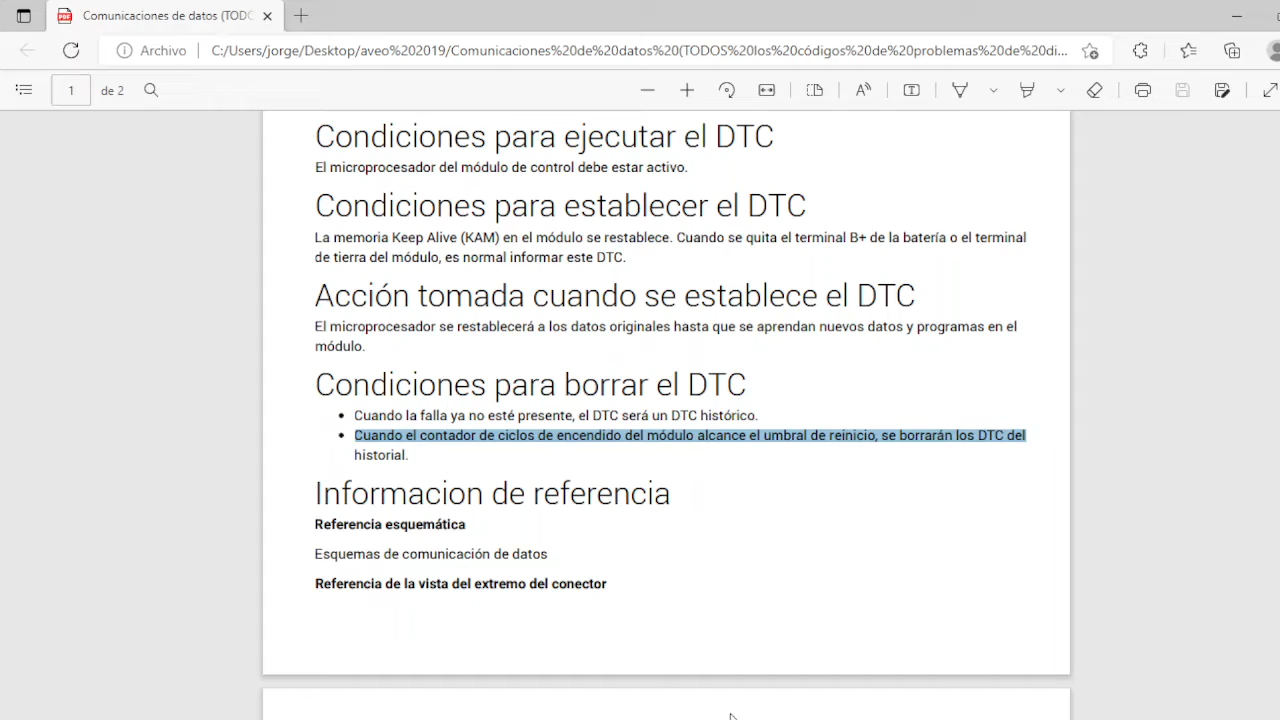 Comunicaciones de datos (TODO
Archivo
C:/Users/jorge/Desktop/aveo%202019/Comunicaciones%20de%20datos%20(TODOS%20los%20códigos%20de%20problemas%20de%20di...
1
de 2
Condiciones para ejecutar el DTC
El microprocesador del módulo de control debe estar activo.
Condiciones para establecer el DTC
La memoria Keep Alive (KAM) en el módulo se restablece. Cuando se quita el terminal B+ de la batería o el terminal
de tierra del módulo, es normal informar este DTC.
Acción tomada cuando se establece el DTC
El microprocesador se restablecerá a los datos originales hasta que se aprendan nuevos datos y programas en el
módulo.
Condiciones para borrar el DTC
• Cuando la falla ya no esté presente, el DTC será un DTC histórico.
• Cuando el contador de ciclos de encendido del módulo alcance el umbral de reinicio, se borrarán los DTC del
historial.
Informacion de referencia
Referencia esquemática
Esquemas de comunicación de datos
Referencia de la vista del extremo del conector